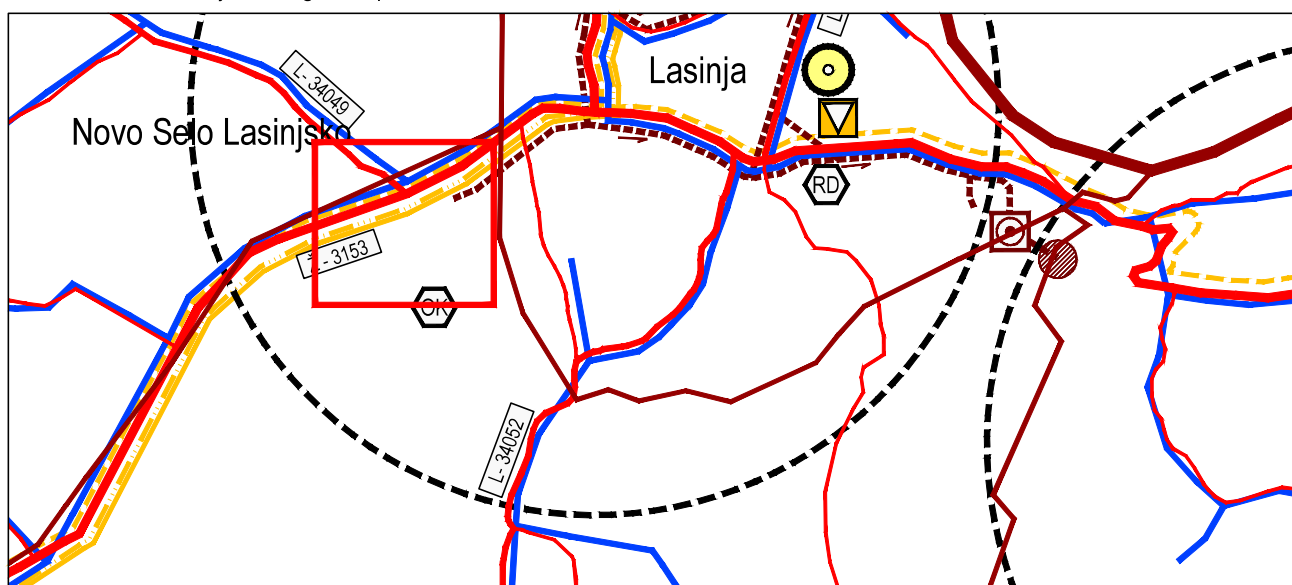 Lasinja
L- 34049
Novo Selo Lasinjsko
RD
Ž - 3153
OK
L- 34052